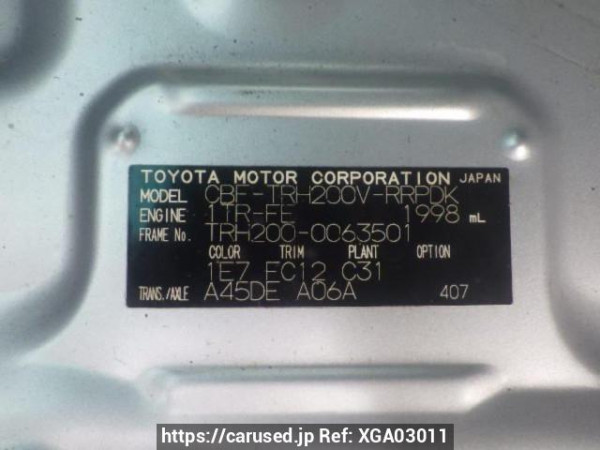 TOYOTA MOTOR CORPORATION JAPAN
MODEL CBF-TRH200V-RRPDK
ENGINE 1TR-FE 1998 mL
FRAME No. TRH200-0063501
COLOR TRIM PLANT OPTION
1E7 FC12 C31
TRANS./AXLE A45DE A06A 407
https://carused.jp Ref: XGA03011